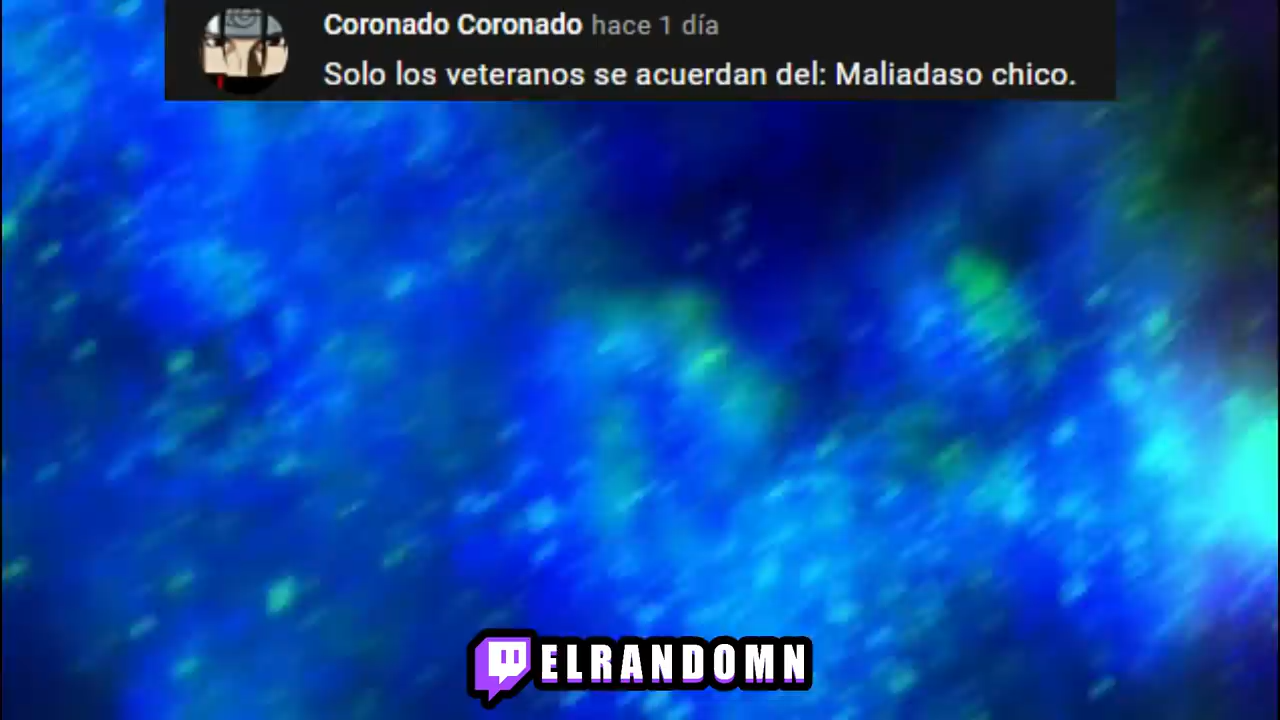 Coronado Coronado hace 1 día
Solo los veteranos se acuerdan del: Maliadaso chico.
ELRANDOMN